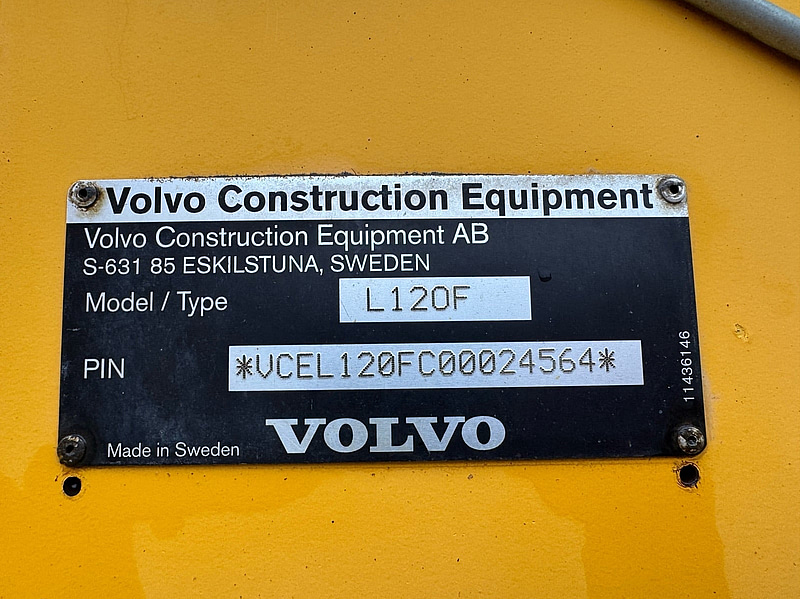 Volvo Construction Equipment
Volvo Construction Equipment AB
S-631 85 ESKILSTUNA, SWEDEN
Model / Type L120F
PIN *VCEL120FC00024564*
11436146
Made in Sweden VOLVO